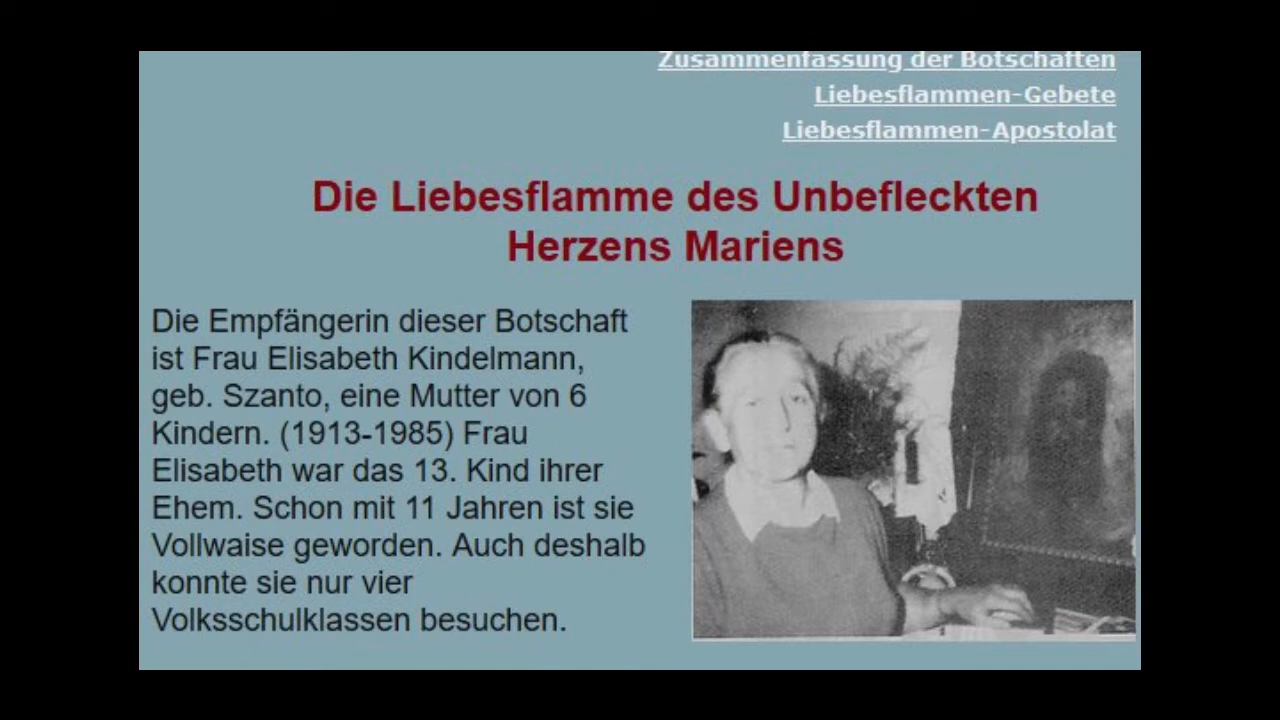 Zusammenfassung der Botschaften
Liebesflammen-Gebete
Liebesflammen-Apostolat
Die Liebesflamme des Unbefleckten
Herzens Mariens
Die Empfängerin dieser Botschaft
ist Frau Elisabeth Kindelmann,
geb. Szanto, eine Mutter von 6
Kindern. (1913-1985) Frau
Elisabeth war das 13. Kind ihrer
Ehem. Schon mit 11 Jahren ist sie
Vollwaise geworden. Auch deshalb
konnte sie nur vier
Volksschulklassen besuchen.